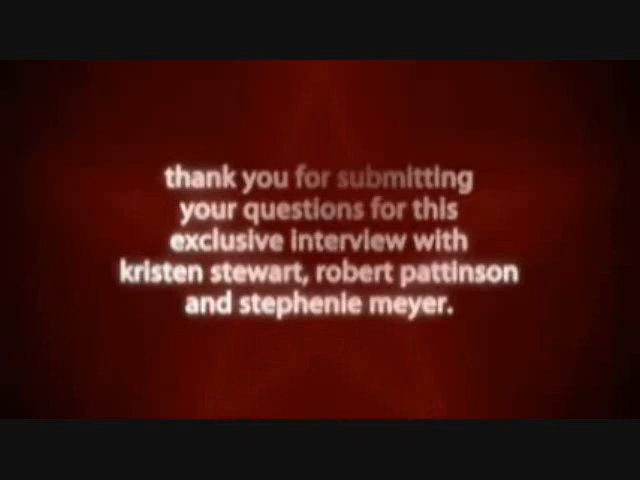 thank you for submitting
your questions for this
exclusive interview with
kristen stewart, robert pattinson
and stephenie meyer.